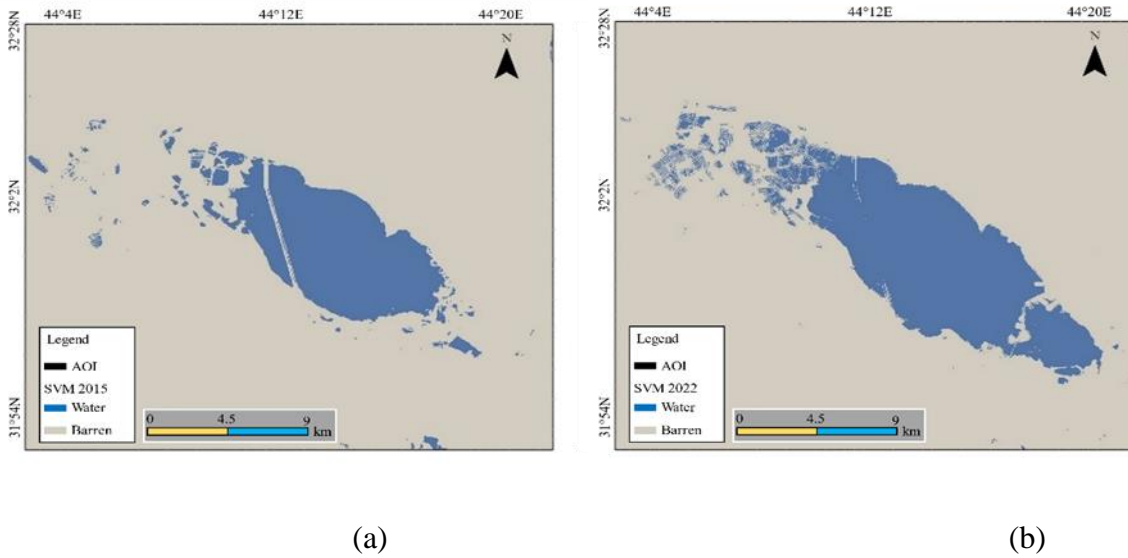 44°4E 44°12E 44°20E
32°28N
N
32°2N
31°54N
Legend
AOI
SVM 2015
Water
Barren
0 4.5 9
km
44°4E 44°12E 44°20E
32°28N
N
32°2N
31°54N
Legend
AOI
SVM 2022
Water
Barren
0 4.5 9
km
(a) (b)